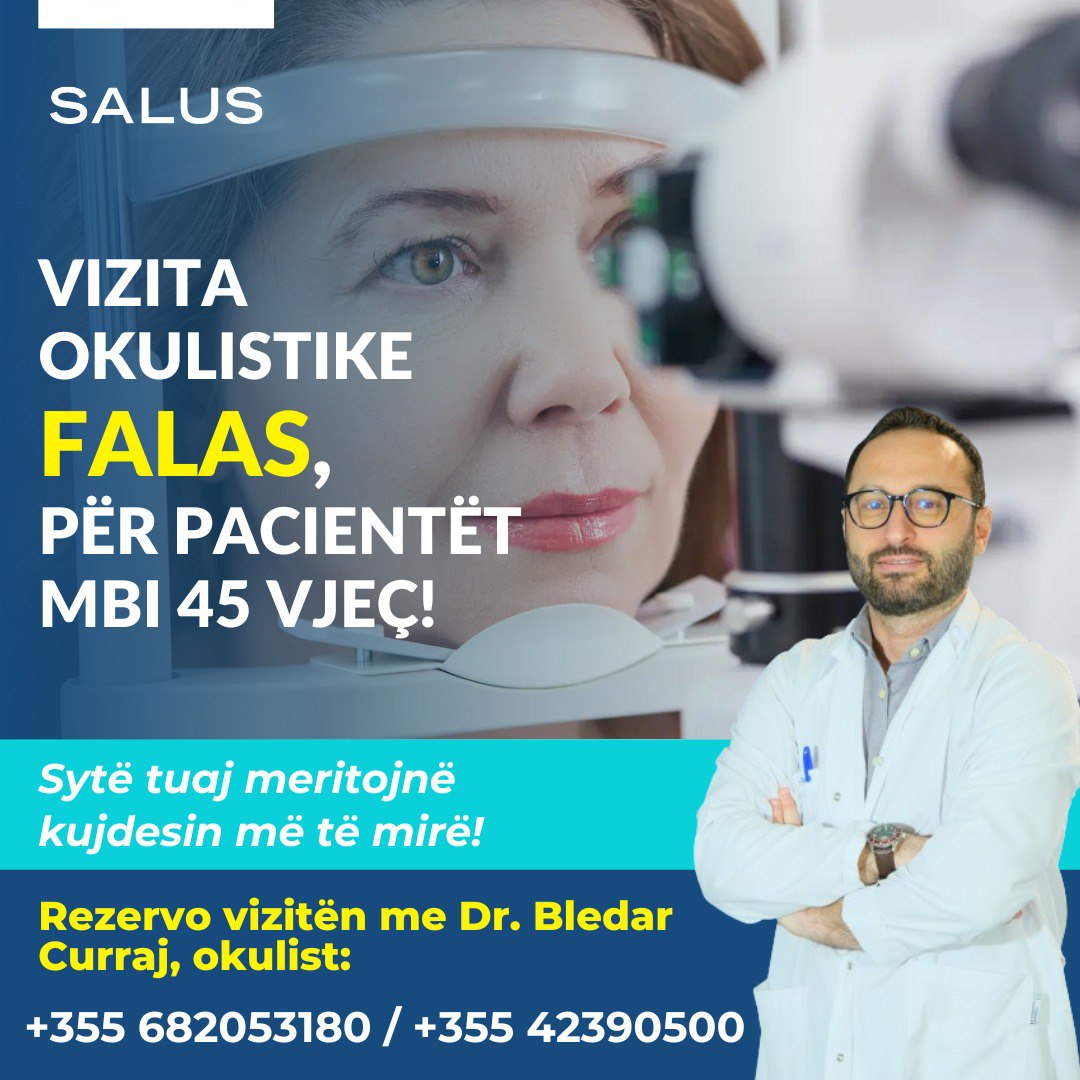 SALUS
VIZITA
OKULISTIKE
FALAS,
PËR PACIENTËT
MBI 45 VJEÇ!
Sytë tuaj meritojnë
kujdesin më të mirë!
Rezervo vizitën me Dr. Bledar
Curraj, okulist:
+355 682053180 / +355 42390500